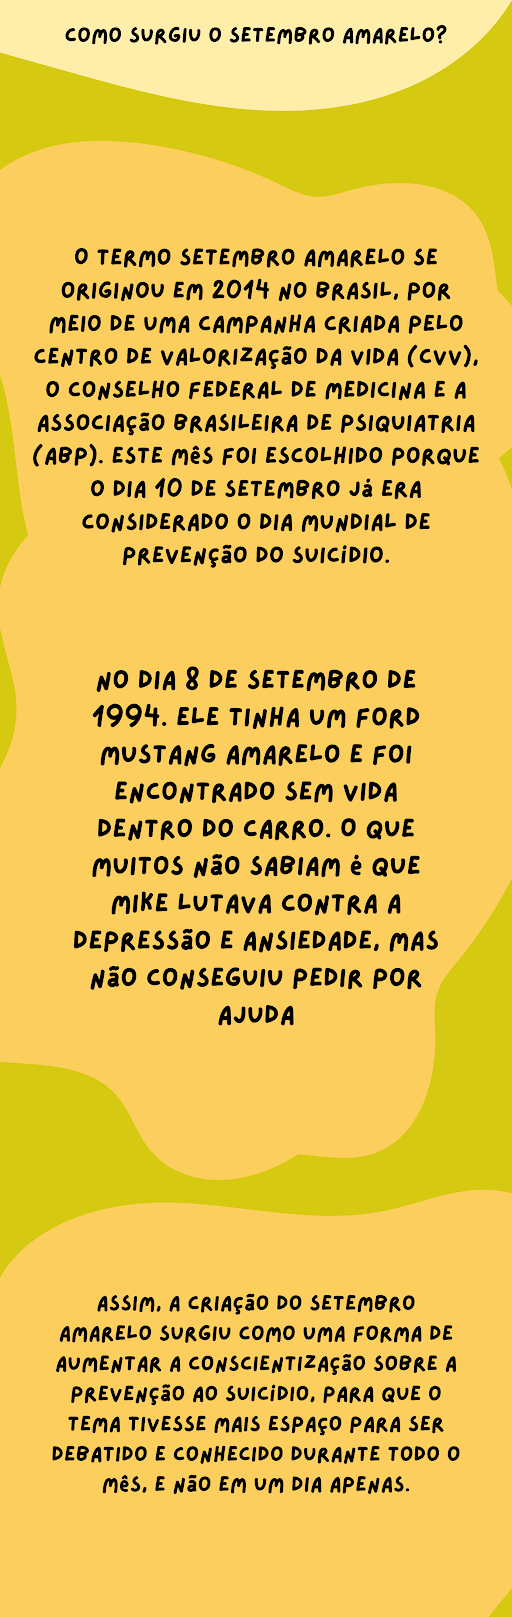 COMO SURGIU O SETEMBRO AMARELO?
O TERMO SETEMBRO AMARELO SE
ORIGINOU EM 2014 NO BRASIL, POR
MEIO DE UMA CAMPANHA CRIADA PELO
CENTRO DE VALORIZAÇÃO DA VIDA (CVV),
O CONSELHO FEDERAL DE MEDICINA E A
ASSOCIAÇÃO BRASILEIRA DE PSIQUIATRIA
(ABP). ESTE MÊS FOI ESCOLHIDO PORQUE
O DIA 10 DE SETEMBRO JÁ ERA
CONSIDERADO O DIA MUNDIAL DE
PREVENÇÃO DO SUICÍDIO.
NO DIA 8 DE SETEMBRO DE
1994. ELE TINHA UM FORD
MUSTANG AMARELO E FOI
ENCONTRADO SEM VIDA
DENTRO DO CARRO. O QUE
MUITOS NÃO SABIAM É QUE
MIKE LUTAVA CONTRA A
DEPRESSÃO E ANSIEDADE, MAS
NÃO CONSEGUIU PEDIR POR
AJUDA
ASSIM, A CRIAÇÃO DO SETEMBRO
AMARELO SURGIU COMO UMA FORMA DE
AUMENTAR A CONSCIENTIZAÇÃO SOBRE A
PREVENÇÃO AO SUICÍDIO, PARA QUE O
TEMA TIVESSE MAIS ESPAÇO PARA SER
DEBATIDO E CONHECIDO DURANTE TODO O
MÊS, E NÃO EM UM DIA APENAS.